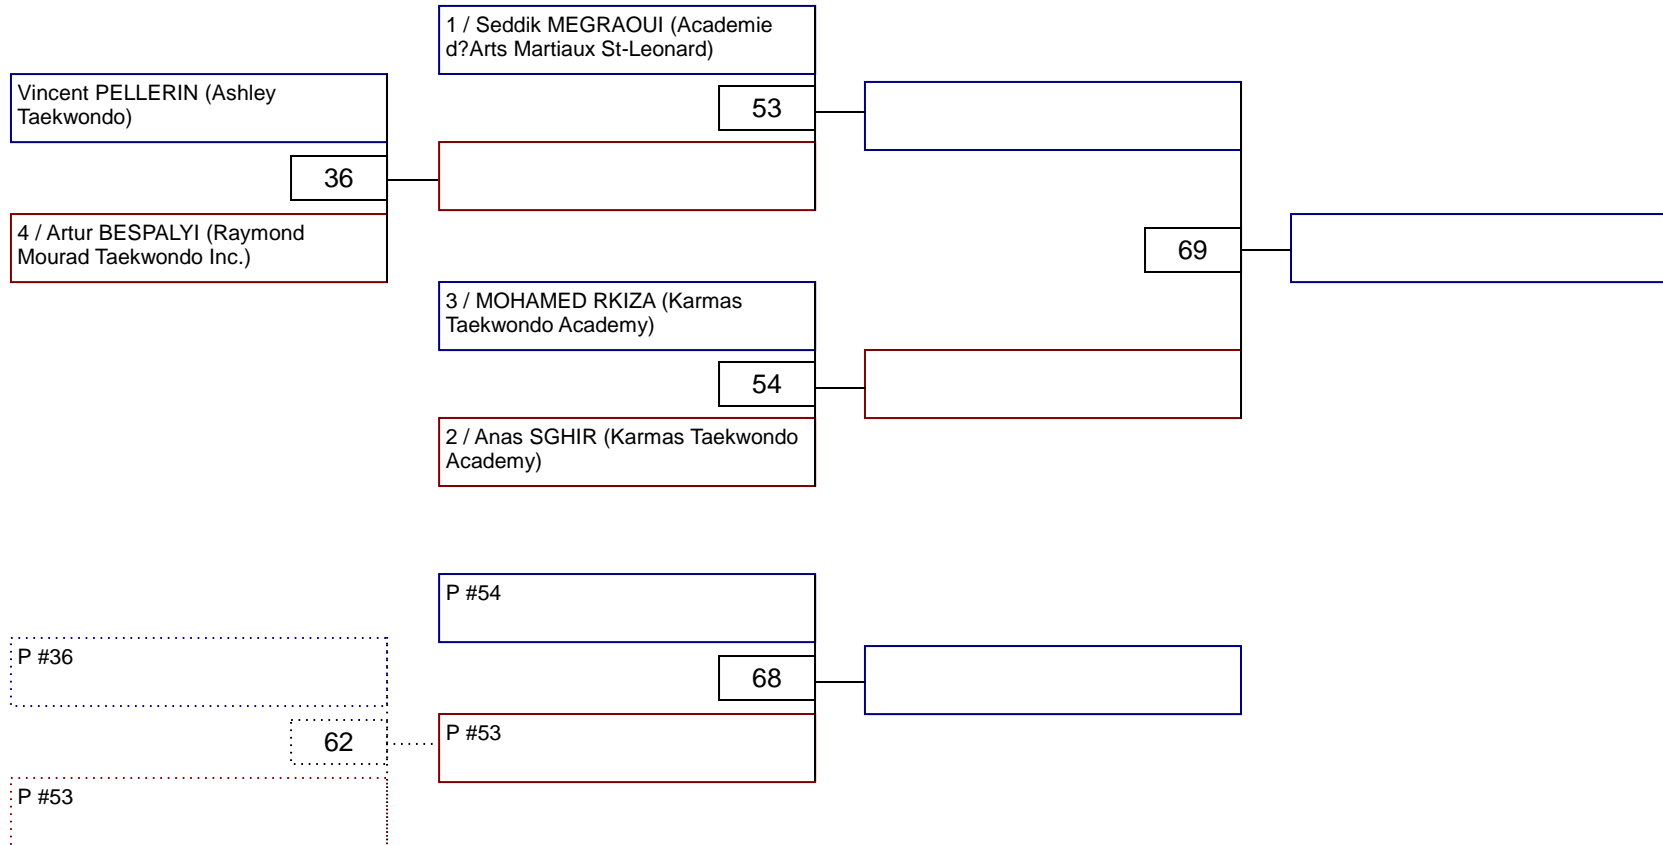 1 / Seddik MEGRAOUI (Academie
d?Arts Martiaux St-Leonard)
Vincent PELLERIN (Ashley
Taekwondo)
53
36
4 / Artur BESPALYI (Raymond
Mourad Taekwondo Inc.)
69
3 / MOHAMED RKIZA (Karmas
Taekwondo Academy)
54
2 / Anas SGHIR (Karmas Taekwondo
Academy)
P #54
P #36
68
P #53
62
P #53